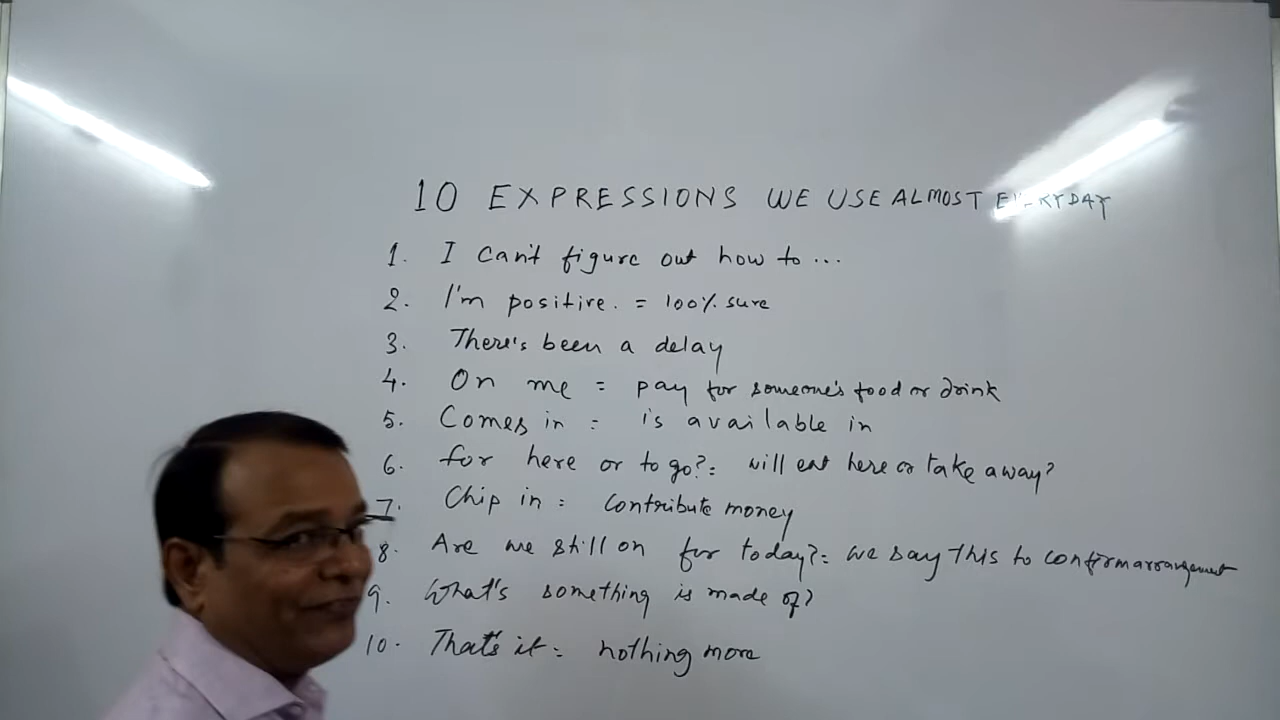 10 EXPRESSIONS WE USE ALMOST EVERYDAY
1. I can't figure out how to ...
2. I'm positive. = 100% sure
3. There's been a delay
4. On me = pay for someone's food or drink
5. Comes in = is available in
6. for here or to go? = will eat here or take away?
7. Chip in = contribute money
8. Are we still on for today? = we say this to confirm arrangement
9. What's something is made of?
10. That's it = nothing more